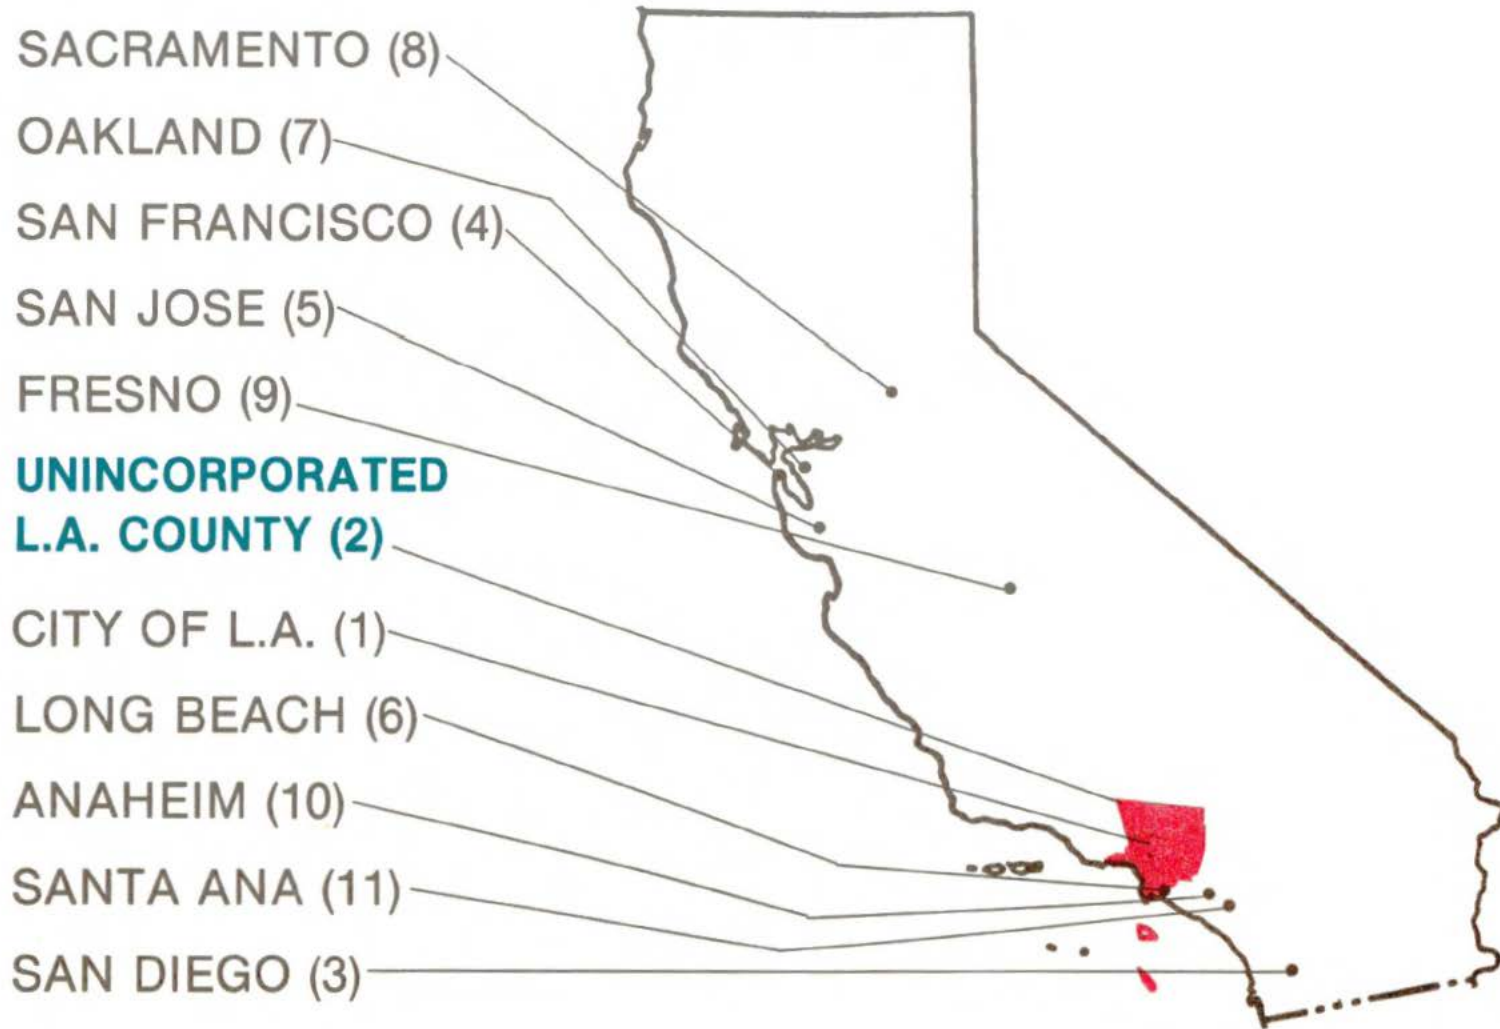 SACRAMENTO (8)
OAKLAND (7)
SAN FRANCISCO (4)
SAN JOSE (5)
FRESNO (9)
UNINCORPORATED
L.A. COUNTY (2)
CITY OF L.A. (1)
LONG BEACH (6)
ANAHEIM (10)
SANTA ANA (11)
SAN DIEGO (3)